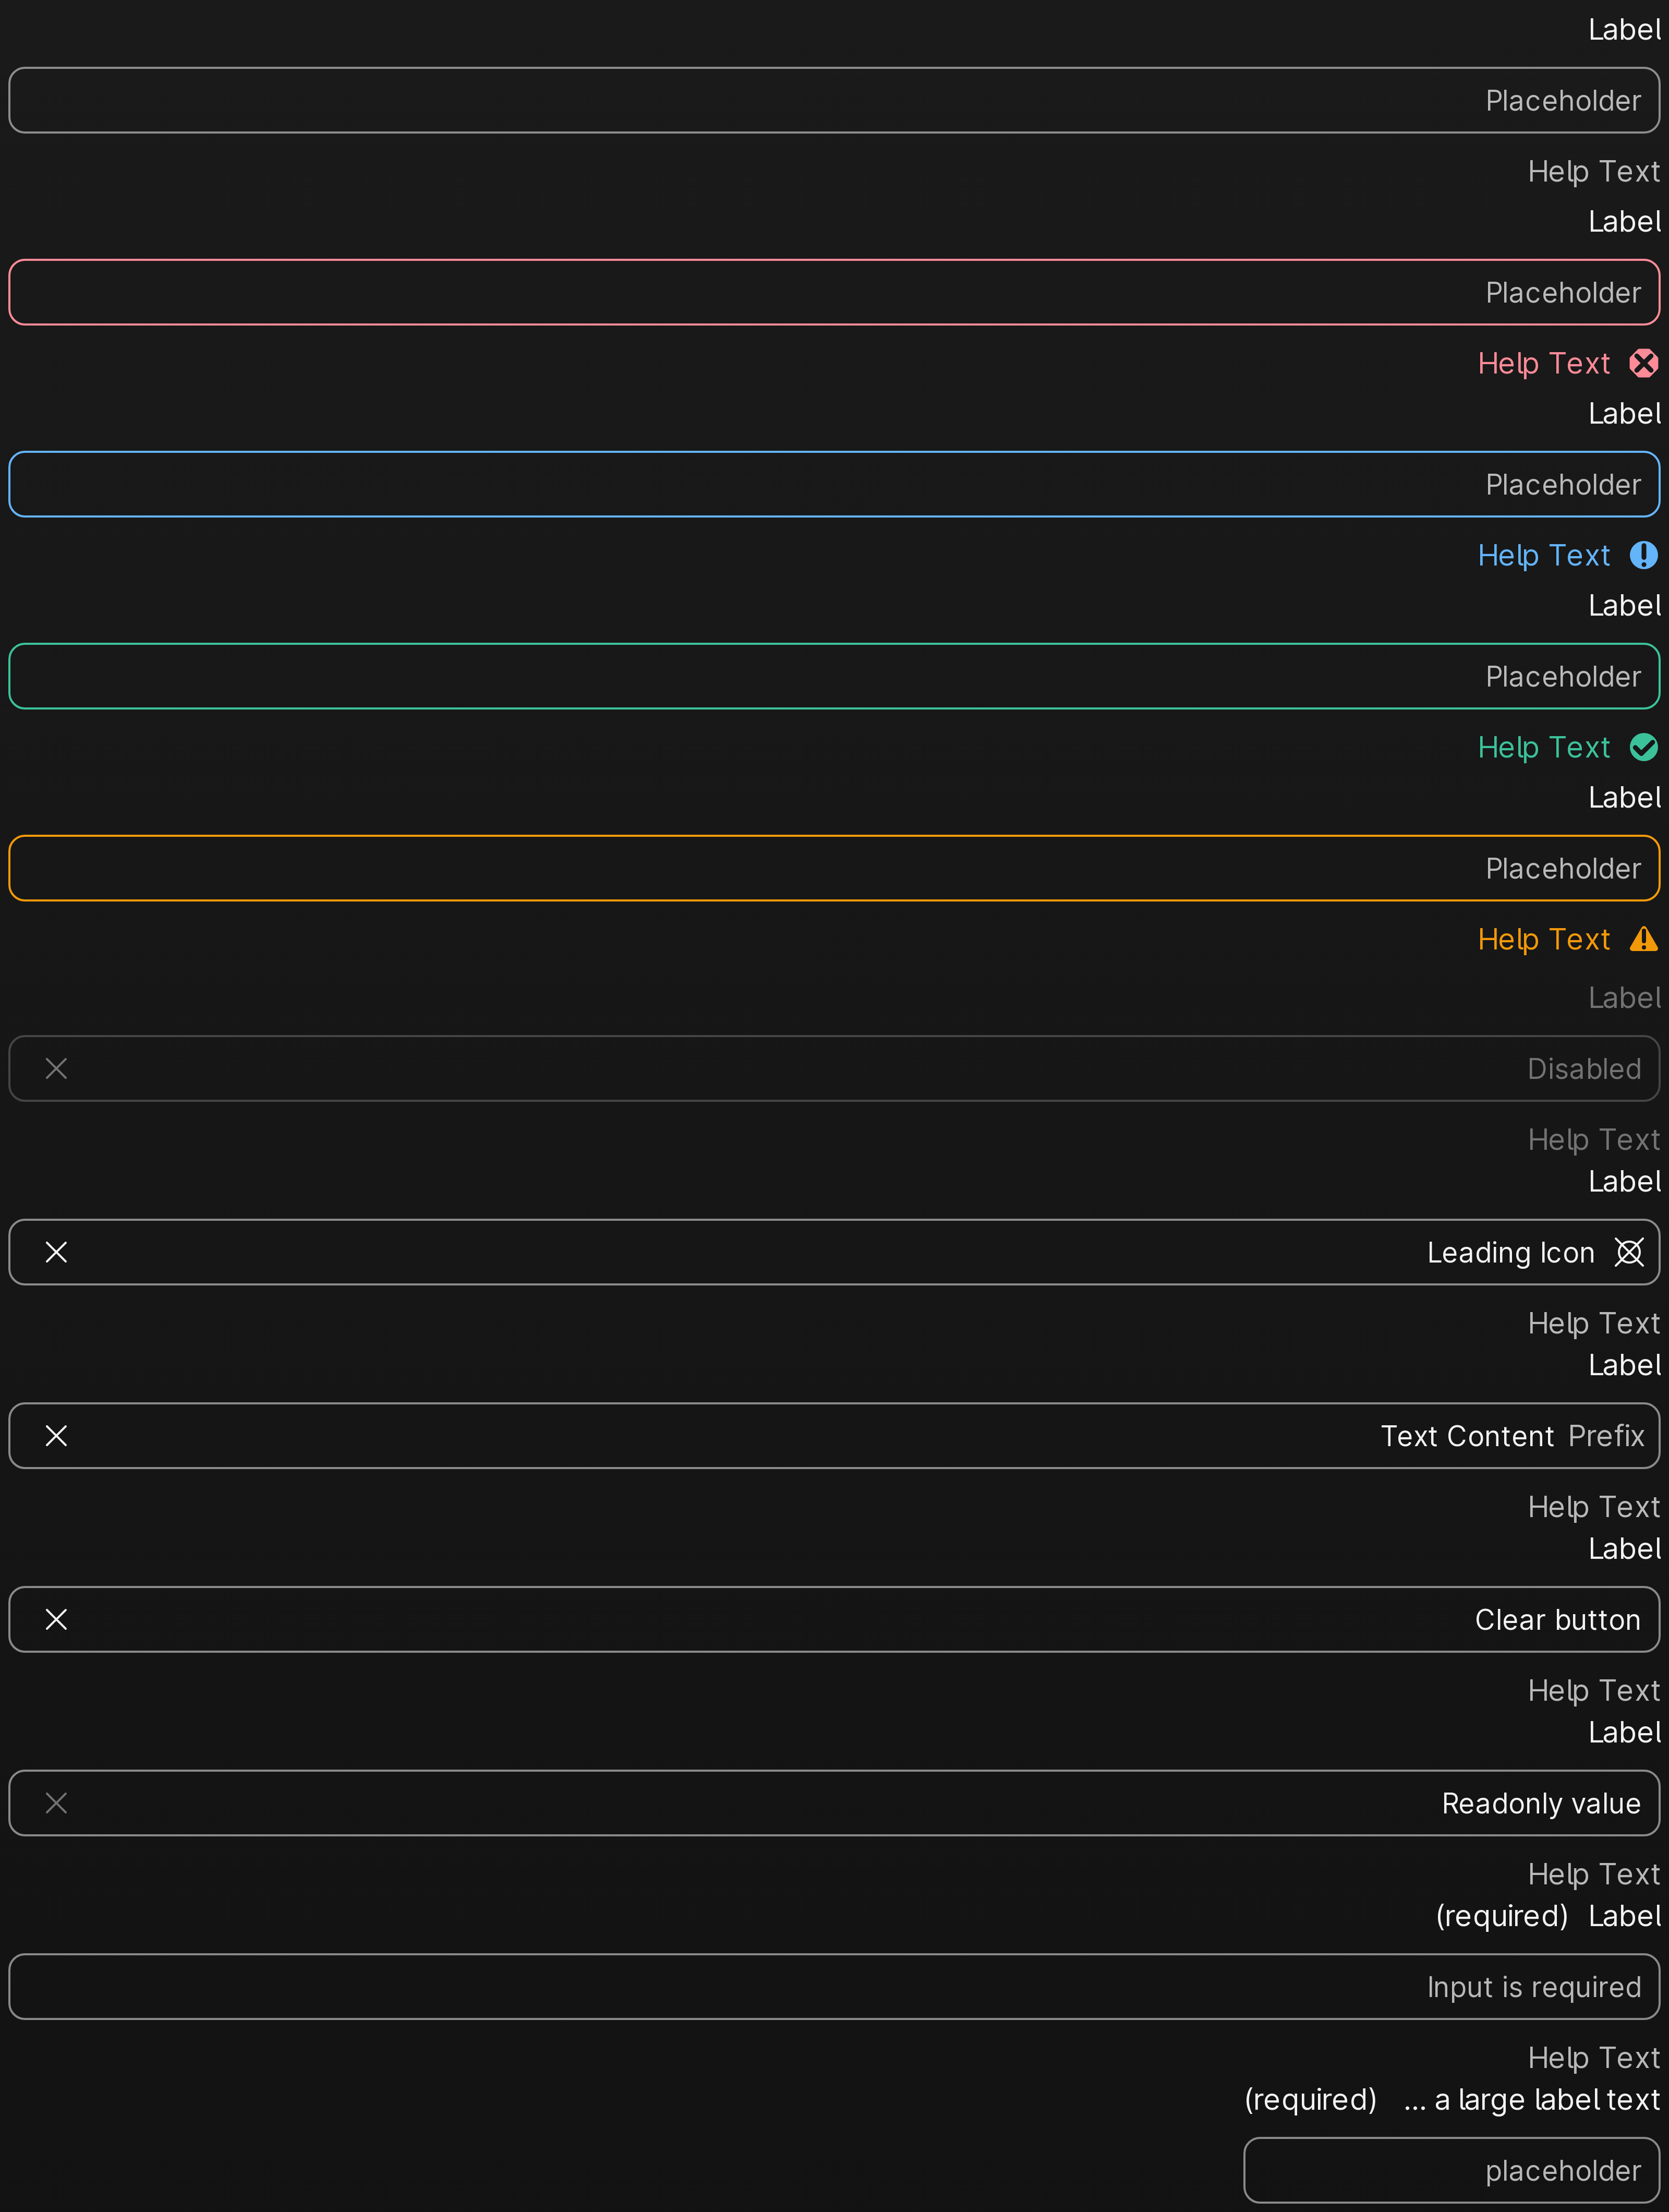 Label
Placeholder
Help Text
Label
Placeholder
Help Text
Label
Placeholder
Help Text
Label
Placeholder
Help Text
Label
Placeholder
Help Text
Label
Disabled
Help Text
Label
Leading Icon
Help Text
Label
Text Content Prefix
Help Text
Label
Clear button
Help Text
Label
Readonly value
Help Text
(required) Label
Input is required
Help Text
(required) ... a large label text
placeholder